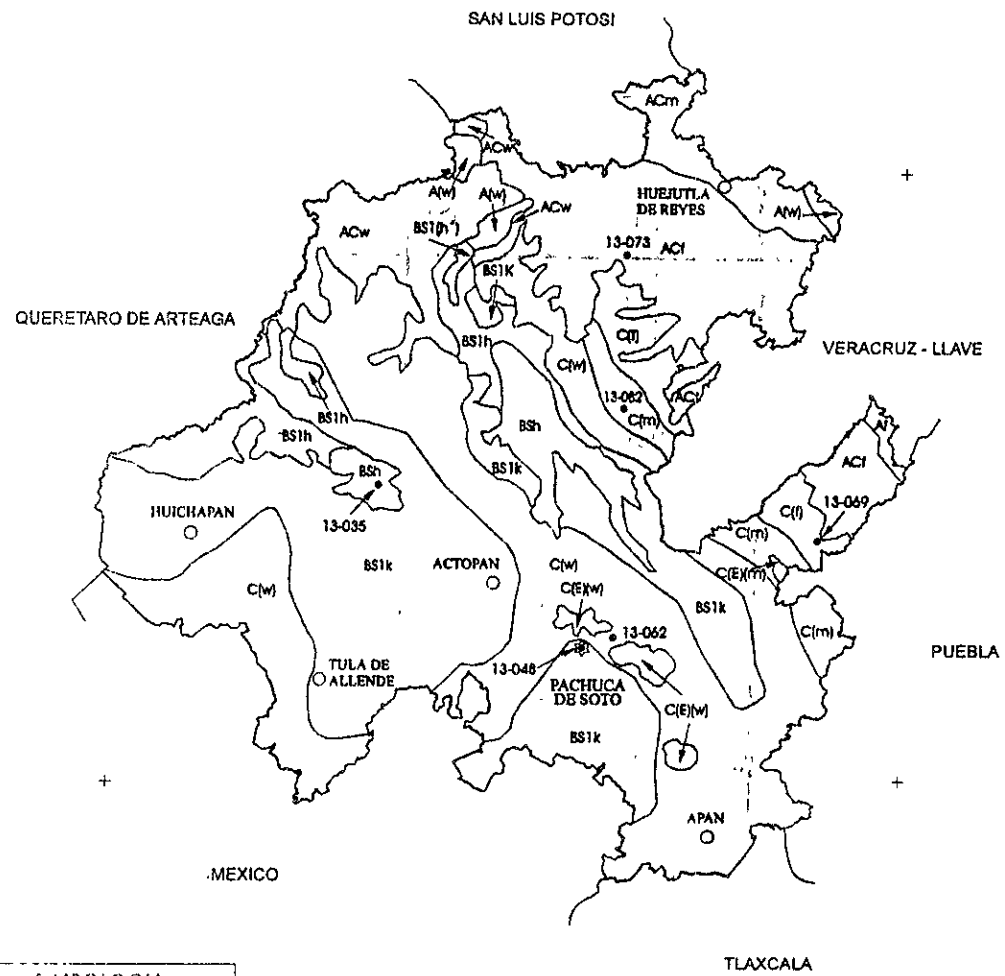 SAN LUIS POTOSI
ACm
ACw
A(w)
A(w)
ACw
HUEJUTLA
DE REYES
A(w)
ACw
BS1(h')
13-073
ACf
BS1K
QUERETARO DE ARTEAGA
BS1h
C(f)
VERACRUZ - LLAVE
C(w)
13-082
ACf
C(m)
BS1h
BS1h
BSh
BS1k
Af
ACf
BSh
13-035
HUICHAPAN
C(f)
13-069
C(m)
C(E)(m)
BS1k
ACTOPAN
C(w)
C(E)(w)
C(w)
BS1k
C(m)
13-062
PUEBLA
TULA DE
ALLENDE
13-048
PACHUCA
DE SOTO
C(E)(w)
BS1k
APAN
MEXICO
TLAXCALA